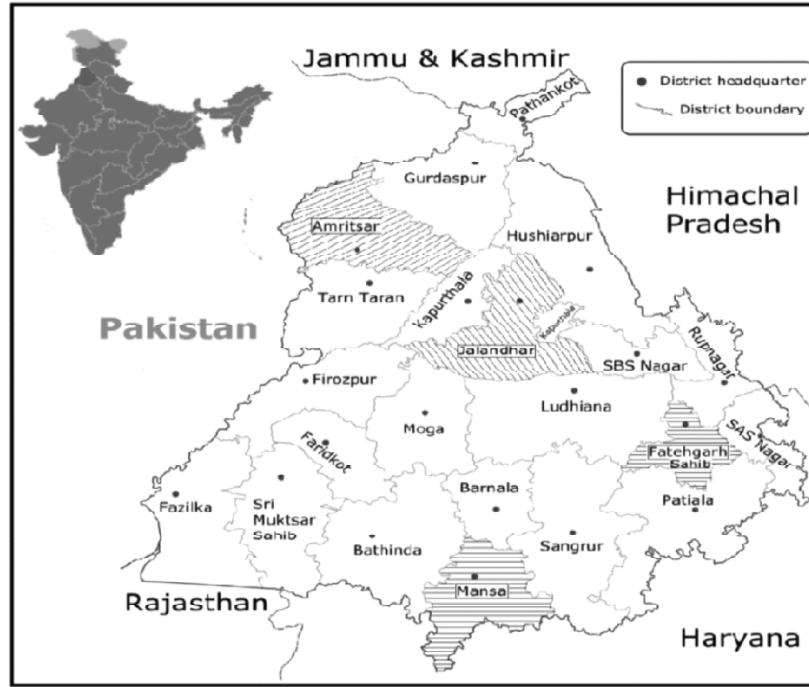 Jammu & Kashmir
District headquarter
District boundary
Pathankot
Gurdaspur
Himachal
Pradesh
Amritsar
Hushiarpur
Tarn Taran
Kapurthala
Kapurthala
Pakistan
Jalandhar
SBS Nagar
Rupnagar
Firozpur
Ludhiana
Moga
Faridkot
SAS Nagar
Fatehgarh
Sahib
Fazilka
Sri
Muktsar
Sahib
Barnala
Patiala
Bathinda
Sangrur
Mansa
Rajasthan
Haryana